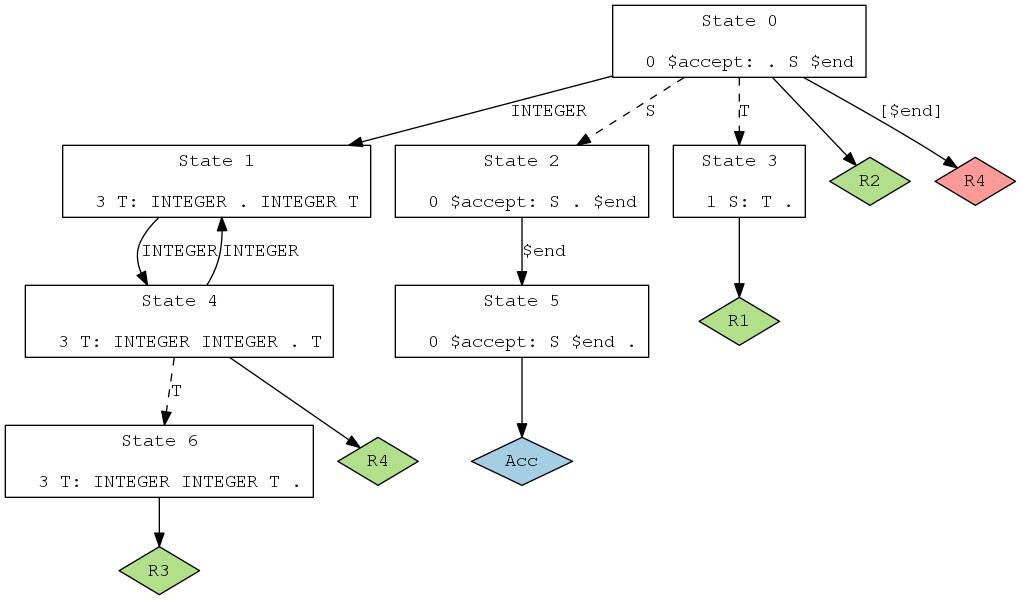 State 0
0 $accept: . S $end
INTEGER
S
T
[$end]
State 1
3 T: INTEGER . INTEGER T
State 2
0 $accept: S . $end
State 3
1 S: T .
R2
R4
INTEGER
INTEGER
$end
State 4
3 T: INTEGER INTEGER . T
State 5
0 $accept: S $end .
R1
T
State 6
3 T: INTEGER INTEGER T .
R4
Acc
R3